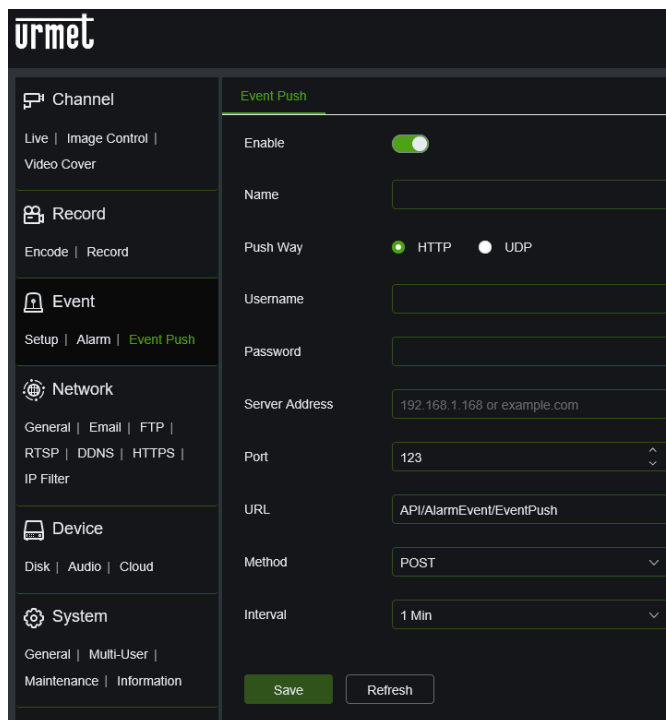 urmet
Channel
Live | Image Control |
Video Cover
Record
Encode | Record
Event
Setup | Alarm | Event Push
Network
General | Email | FTP |
RTSP | DDNS | HTTPS |
IP Filter
Device
Disk | Audio | Cloud
System
General | Multi-User |
Maintenance | Information
Event Push
Enable
Name
Push Way HTTP UDP
Username
Password
Server Address 192.168.1.168 or example.com
Port 123
URL API/AlarmEvent/EventPush
Method POST
Interval 1 Min
Save Refresh